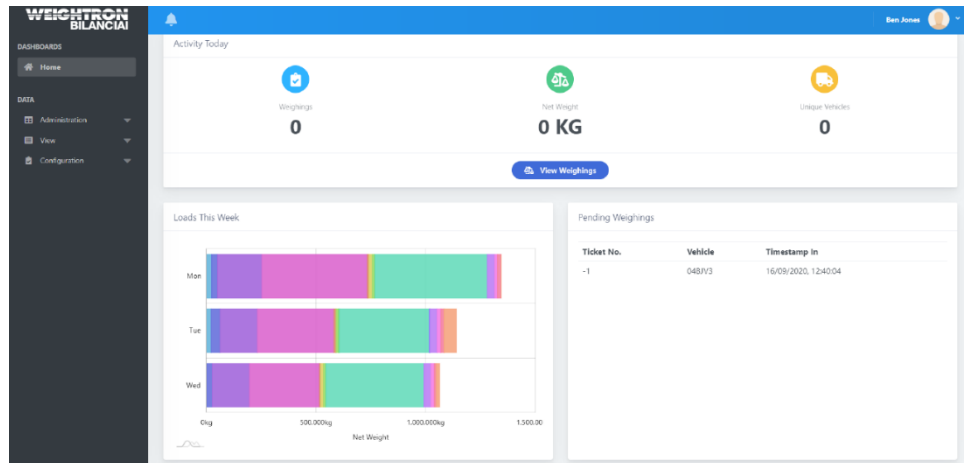 WEIGHTRON
BILANCIAI
Ben Jones
DASHBOARDS
Home
DATA
Administration
View
Configuration
Activity Today
Weighings
0
Net Weight
0 KG
Unique Vehicles
0
View Weighings
Loads This Week
Mon
Tue
Wed
0kg
500.000kg
1.000.000kg
1.500.00
Net Weight
Pending Weighings
Ticket No. Vehicle Timestamp In
-1 048JV3 16/09/2020, 12:40:04